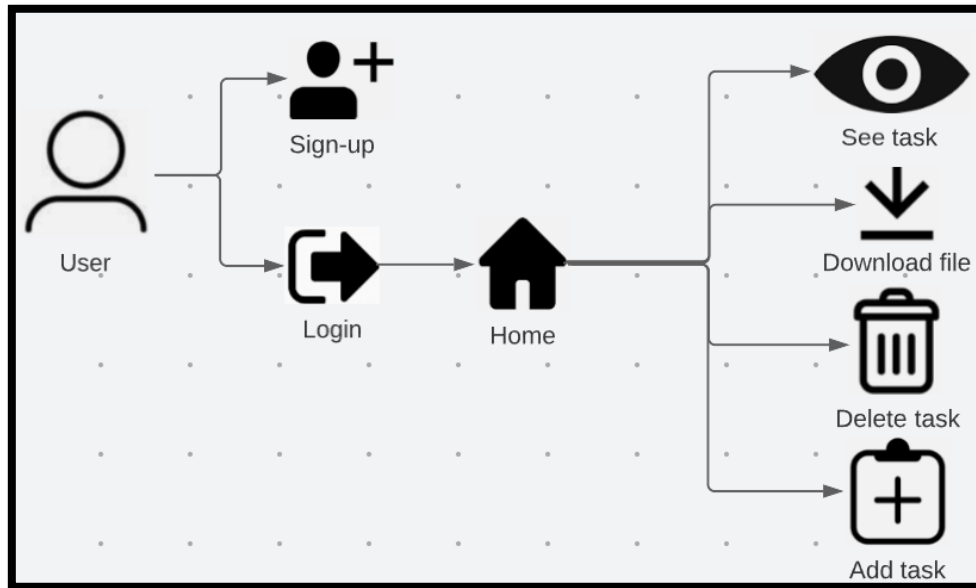 User
Sign-up
Login
Home
See task
Download file
Delete task
Add task